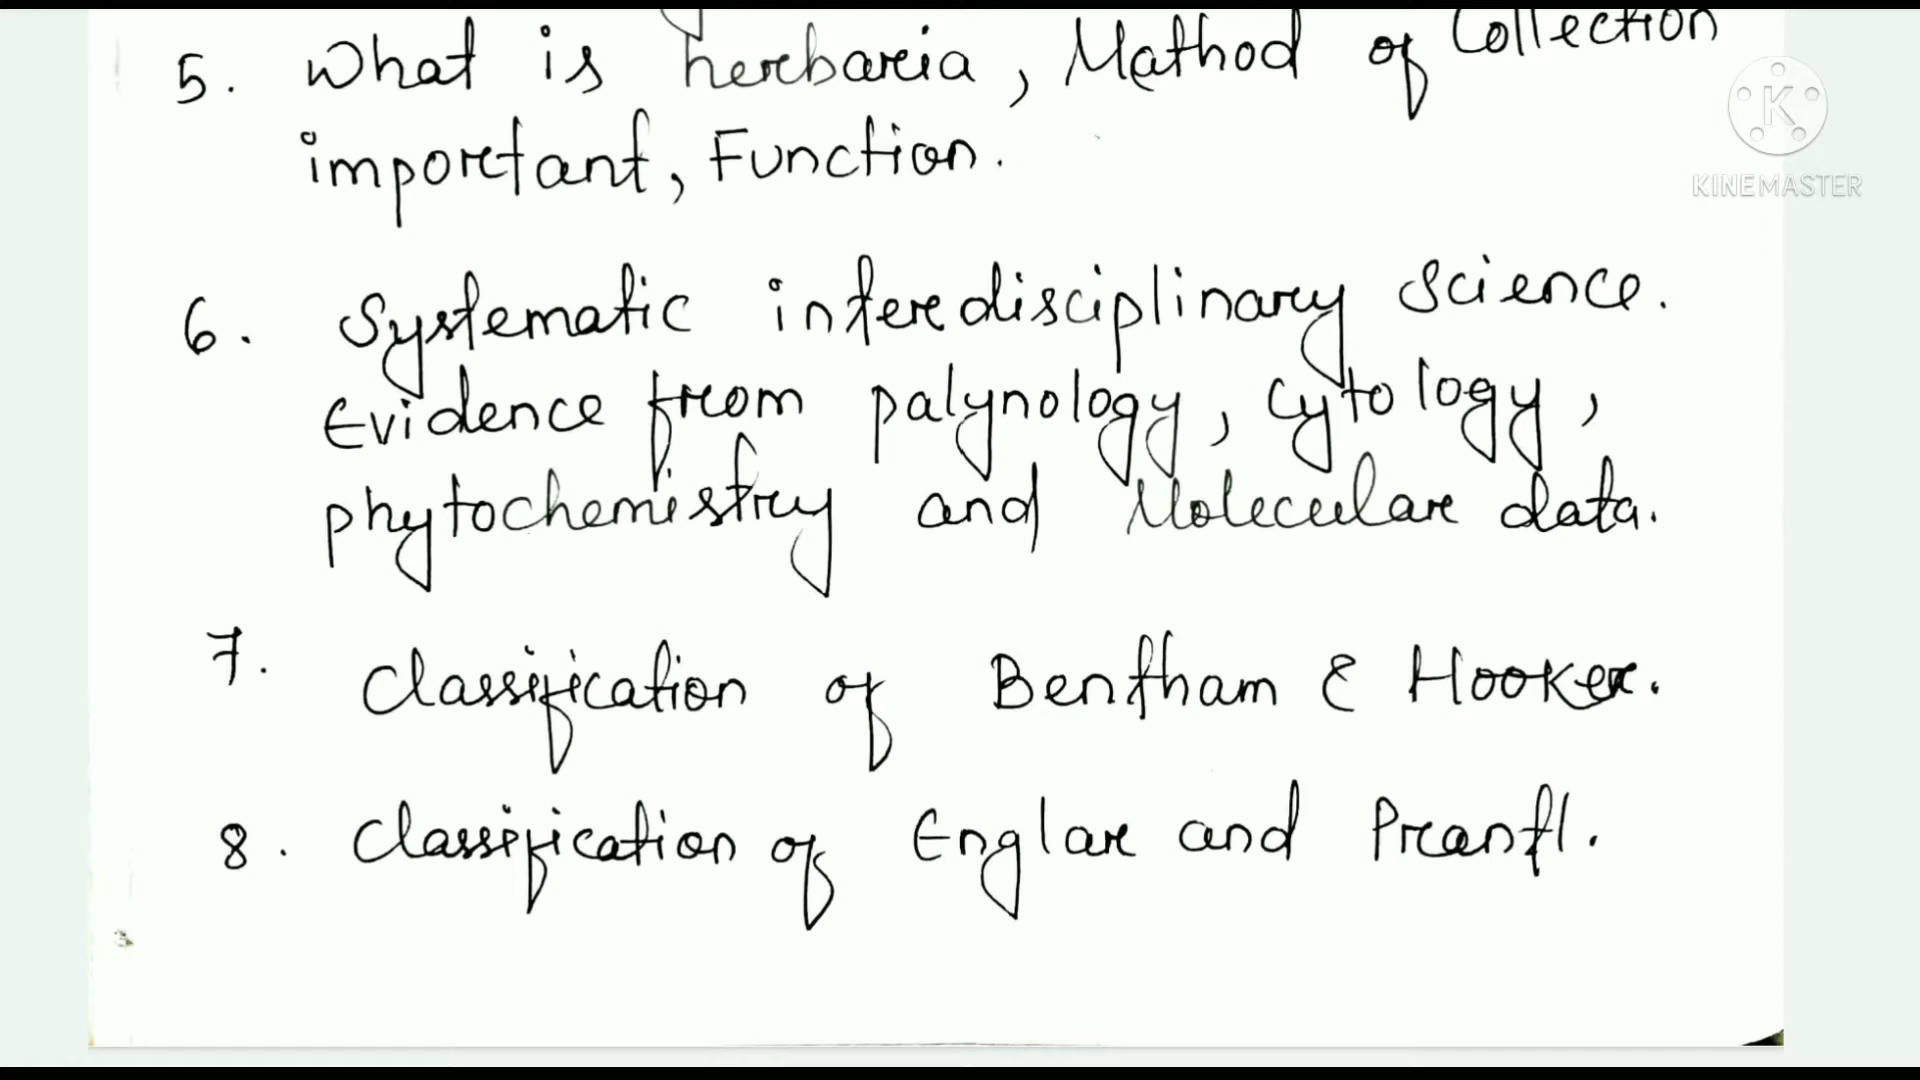 5. What is herbaria, Mathod of Collection
important, Function.
KINEMASTER
6. Systematic interdisciplinary science.
Evidence from palynology, cytology,
phytochemistry and Molecular data.
7. Classification of Bentham & Hooker.
8. Classification of Englar and Prantl.